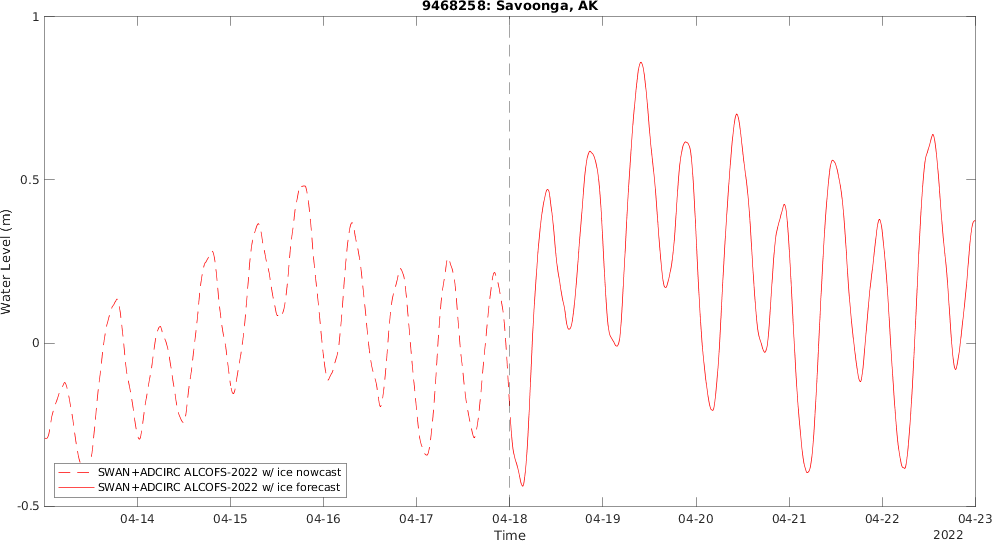 9468258: Savoonga, AK
1
0.5
0
-0.5
Water Level (m)
SWAN+ADCIRC ALCOFS-2022 w/ ice nowcast
SWAN+ADCIRC ALCOFS-2022 w/ ice forecast
04-14 04-15 04-16 04-17 04-18 04-19 04-20 04-21 04-22 04-23
Time
2022